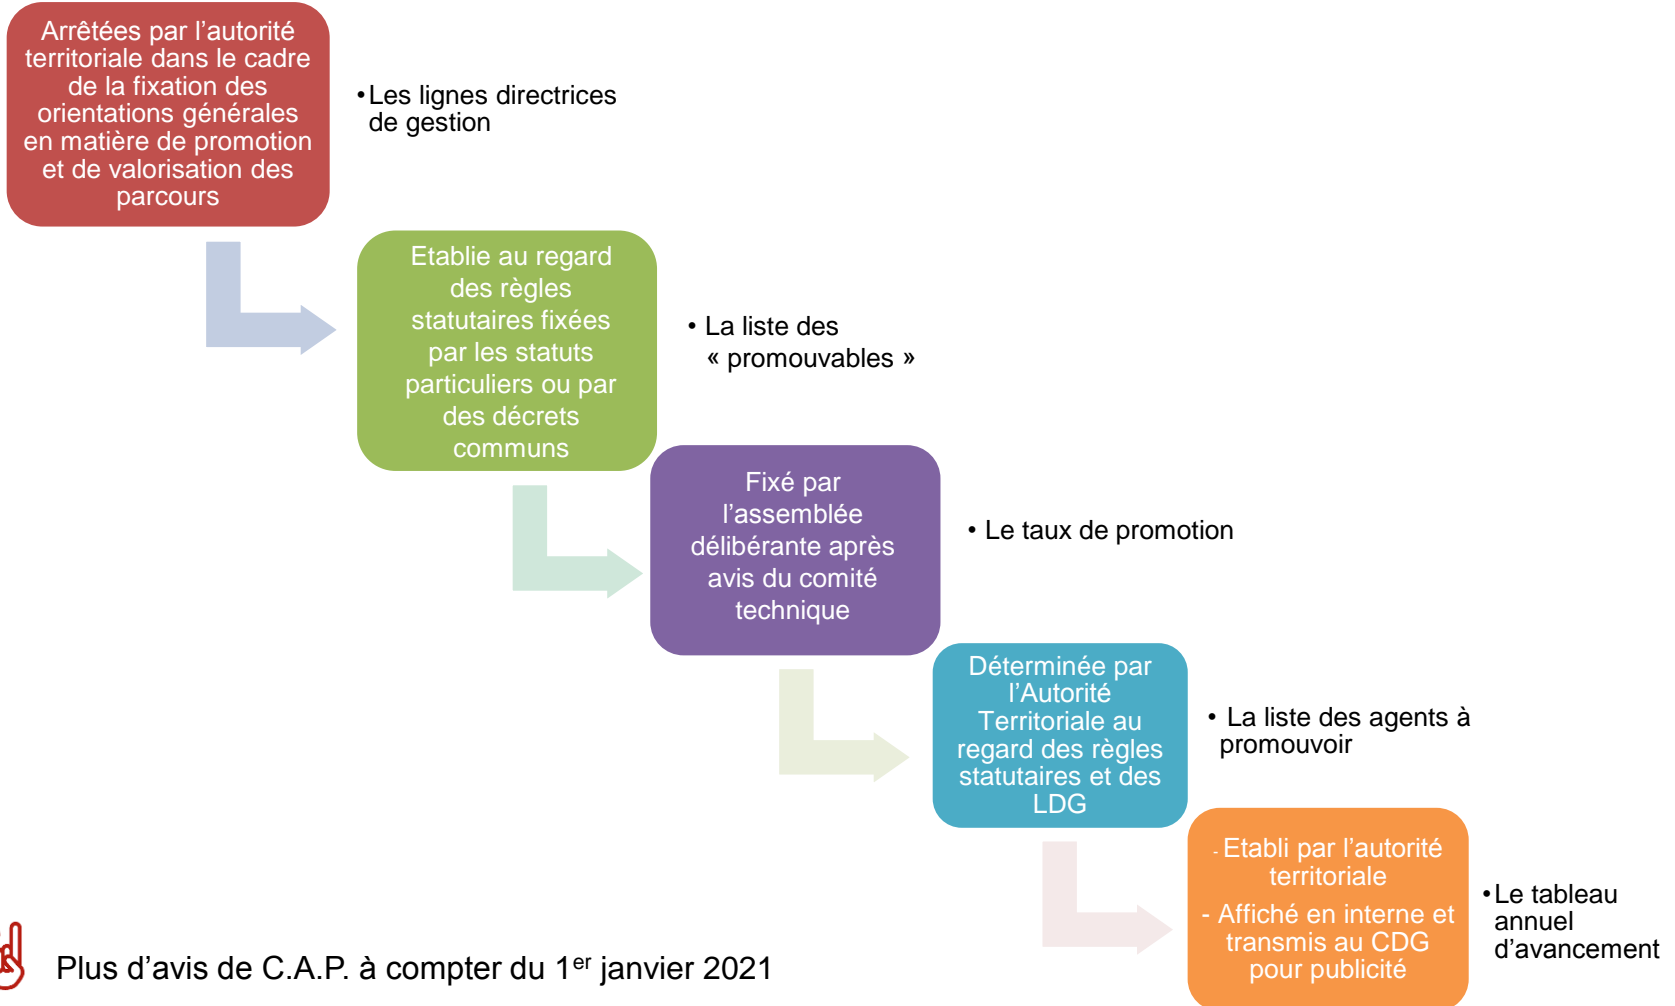 Arrêtées par l’autorité
territoriale dans le cadre
de la fixation des
orientations générales
en matière de promotion
et de valorisation des
parcours
•Les lignes directrices
de gestion
Etablie au regard
des règles
statutaires fixées
par les statuts
particuliers ou par
des décrets
communs
• La liste des
« promouvables »
Fixé par
l’assemblée
délibérante après
avis du comité
technique
• Le taux de promotion
Déterminée par
l’Autorité
Territoriale au
regard des règles
statutaires et des
LDG
• La liste des agents à
promouvoir
- Etabli par l’autorité
territoriale
- Affiché en interne et
transmis au CDG
pour publicité
•Le tableau
annuel
d’avancement
Plus d’avis de C.A.P. à compter du 1er janvier 2021